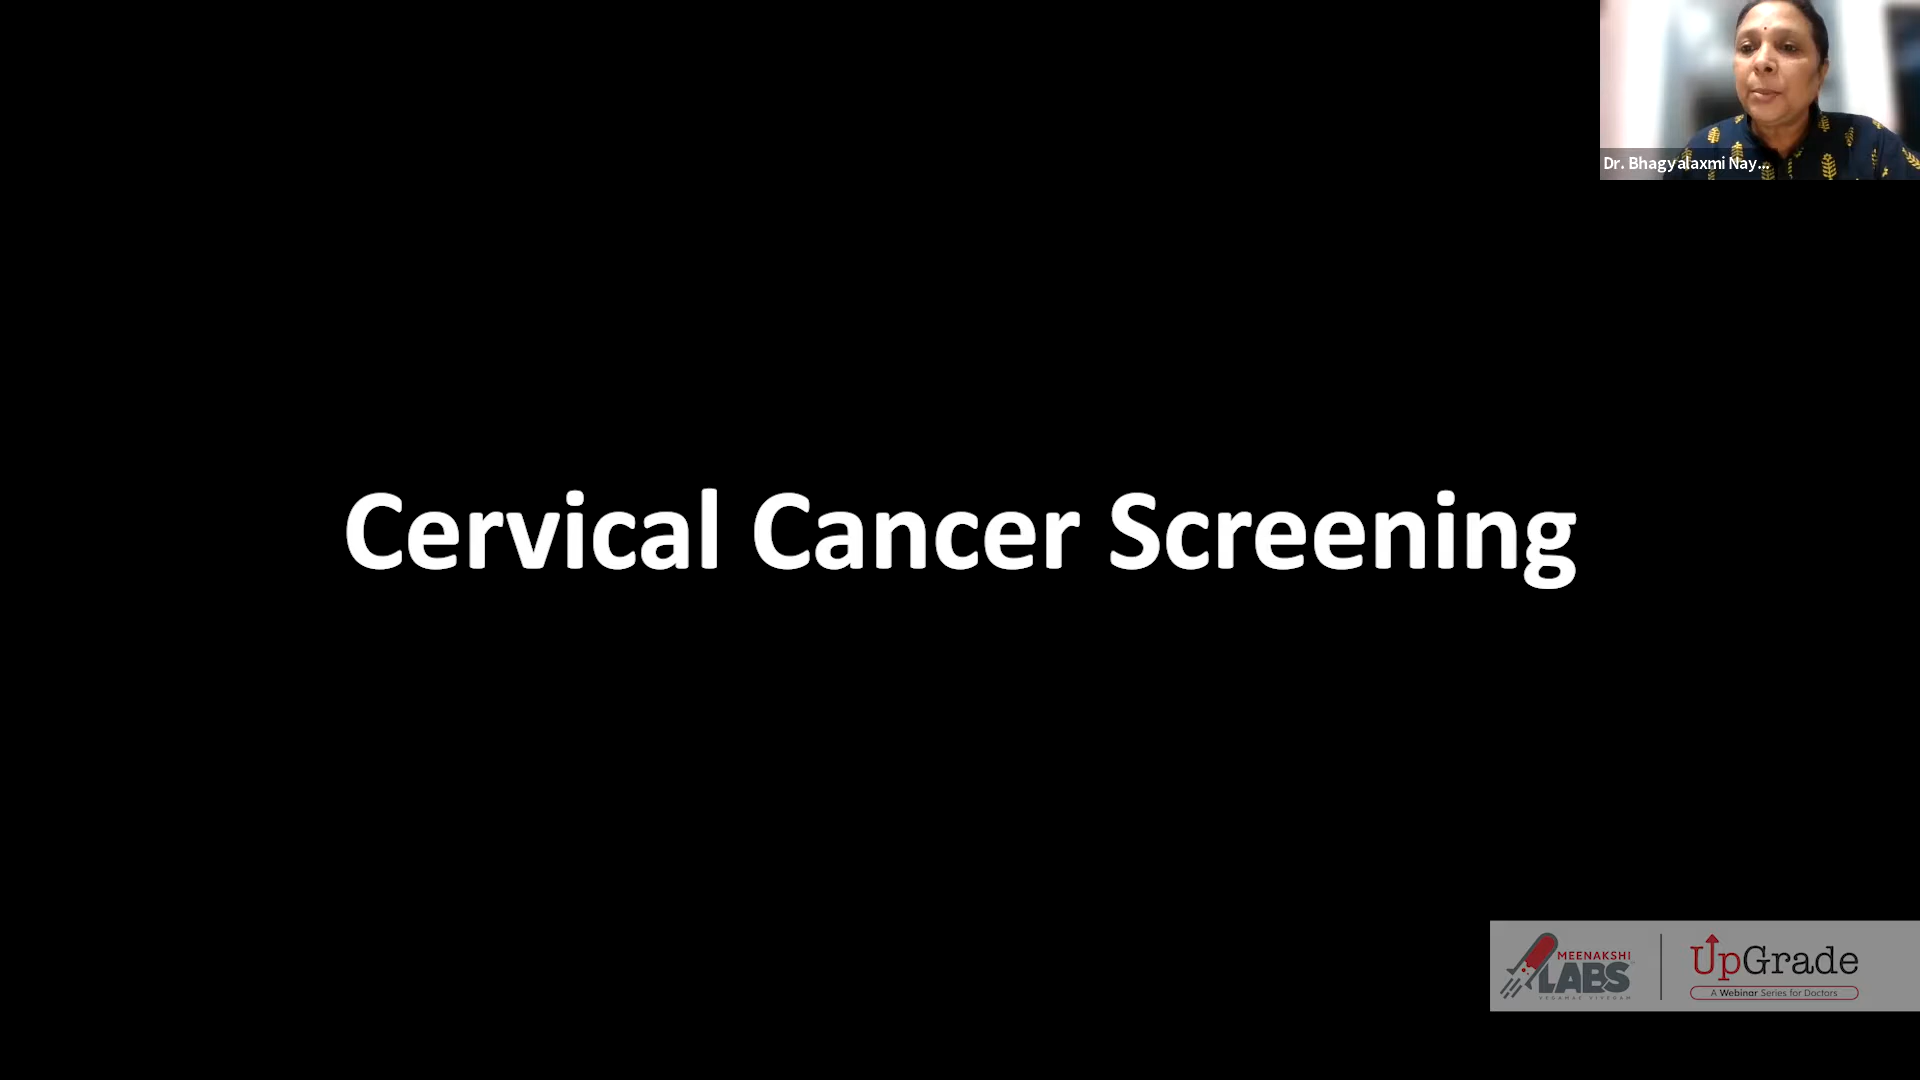 Dr. Bhagyalaxmi Nay...
Cervical Cancer Screening
MEENAKSHI
LABS
UpGrade
A Webinar Series for Doctors